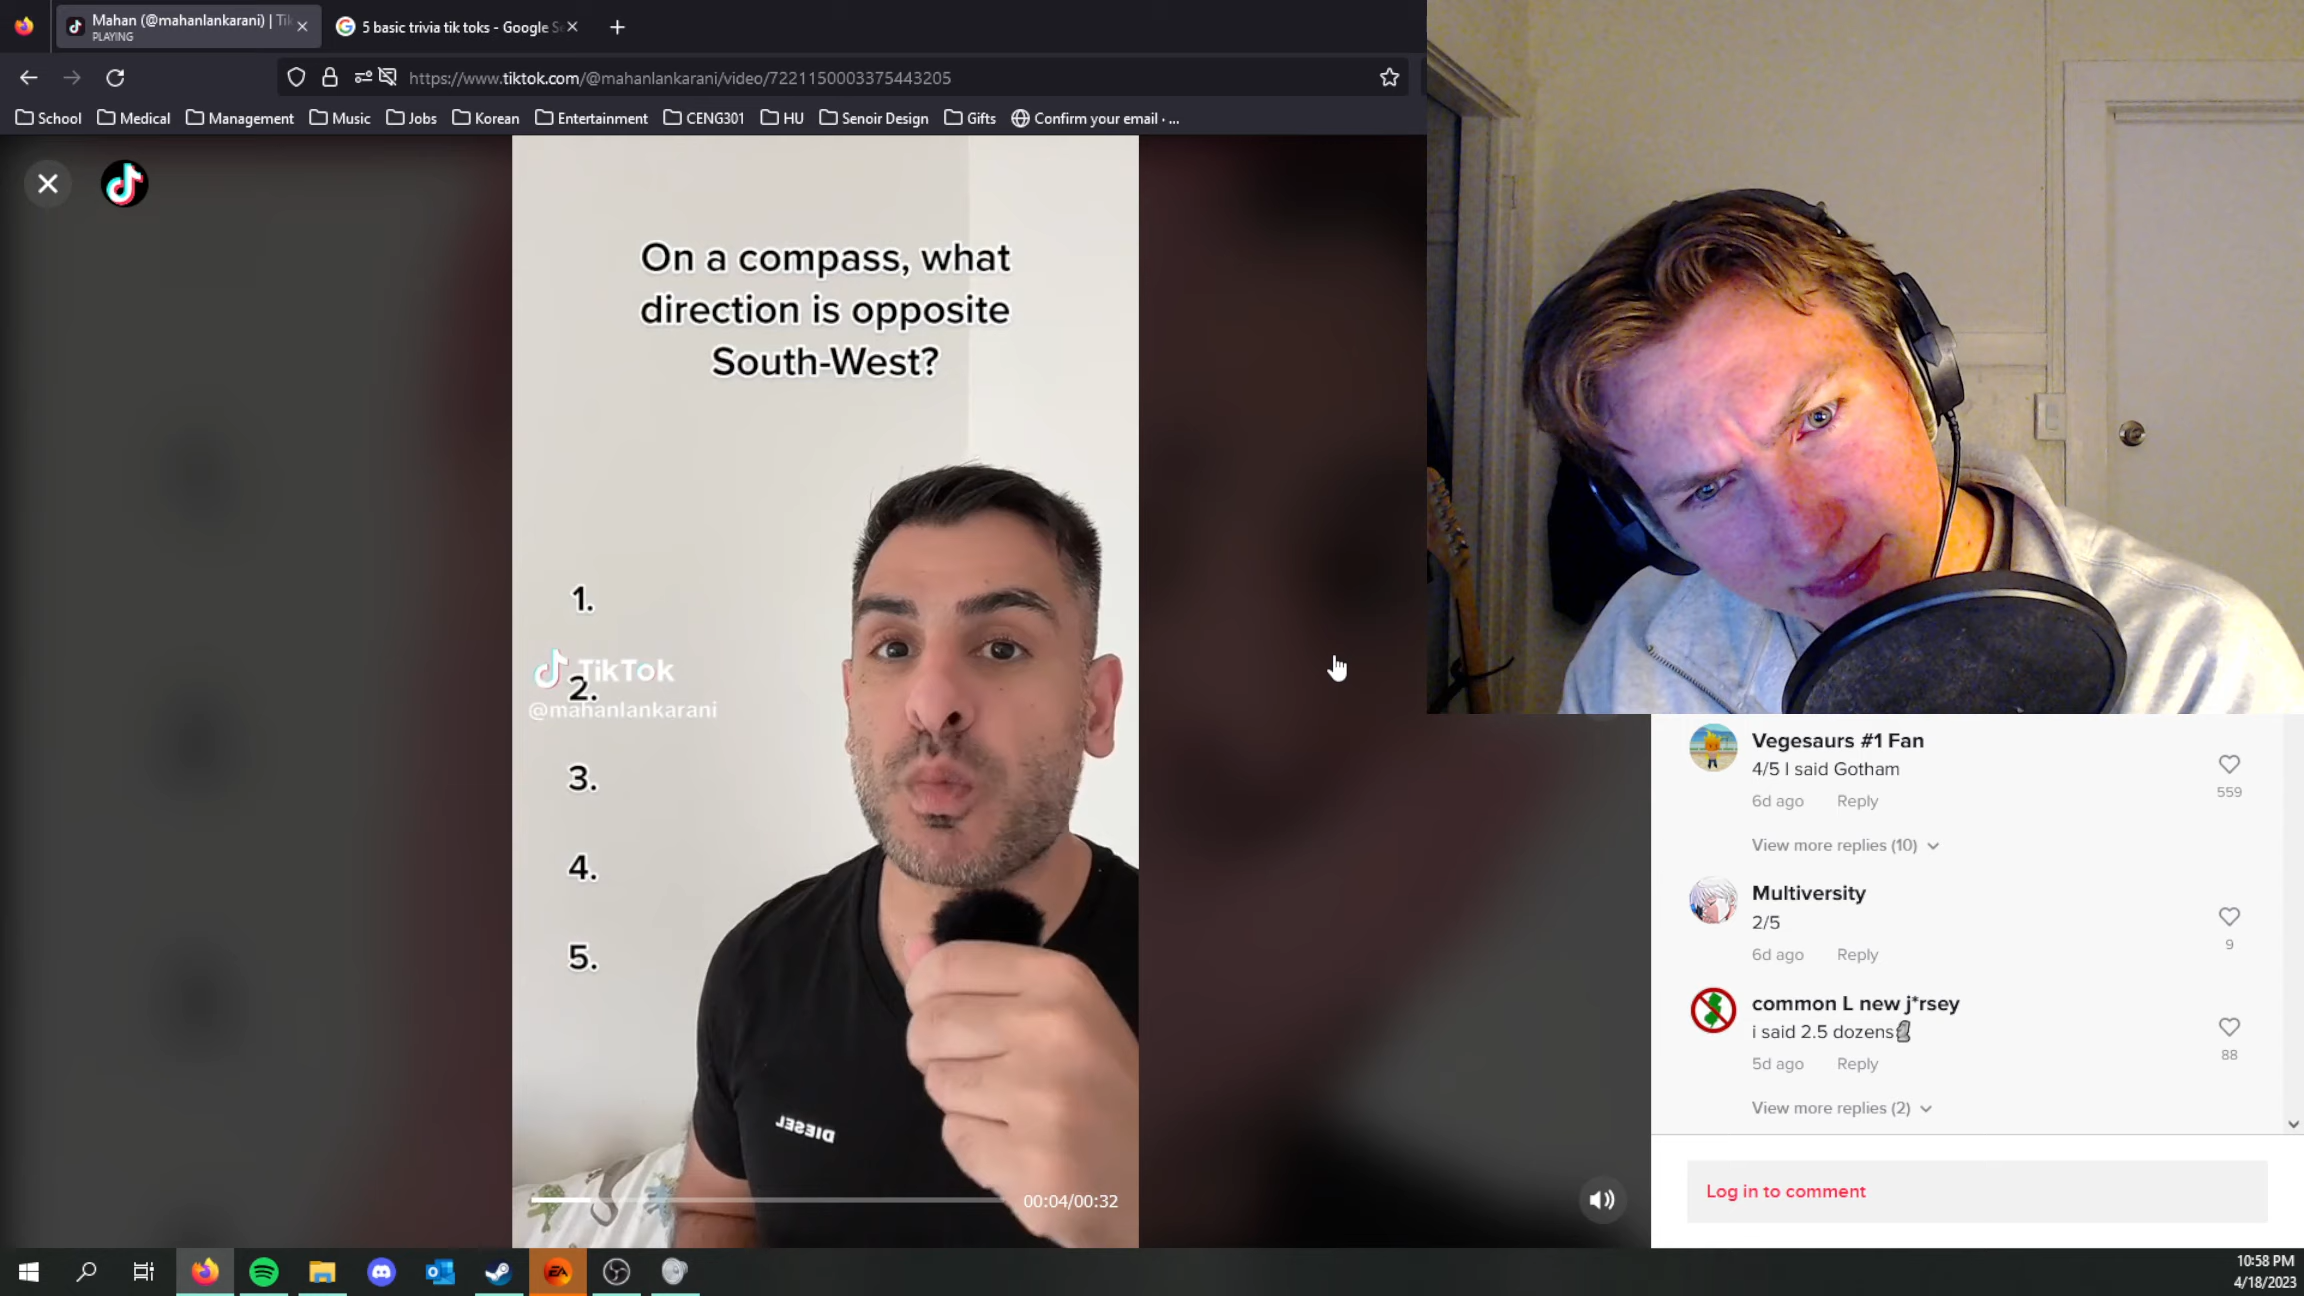 Mahan (@mahanlankarani) | Tik
PLAYING
5 basic trivia tik toks - Google Se
https://www.tiktok.com/@mahanlankarani/video/7221150003375443205
School Medical Management Music Jobs Korean Entertainment CENG301 HU Senoir Design Gifts Confirm your email · ...
On a compass, what
direction is opposite
South-West?
1.
TikTok
2.
@mahanlankarani
3.
4.
5.
DIESEL
00:04/00:32
Vegesaurs #1 Fan
4/5 I said Gotham
559
6d ago Reply
View more replies (10)
Multiversity
2/5
9
6d ago Reply
common L new j*rsey
i said 2.5 dozens🗿
88
5d ago Reply
View more replies (2)
Log in to comment
EA
10:58 PM
4/18/2023